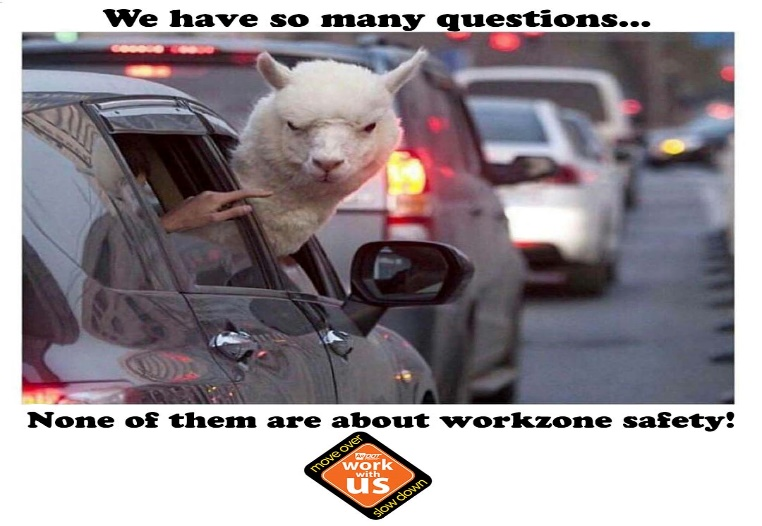 We have so many questions...
None of them are about workzone safety!
move over
work
with
us
slow down